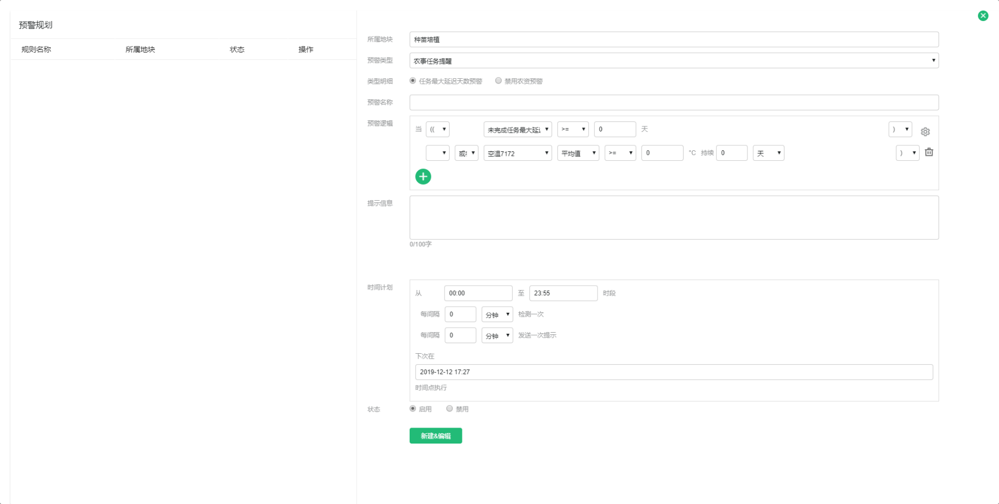 预警规划
规则名称 所属地块 状态 操作
所属地块 种苗培植
预警类型 农事任务提醒
类型明细 任务最大延迟天数预警 禁用农资预警
预警名称
预警逻辑 当 (( 未完成任务最大延 >= 0 天 )
或 空温7172 平均值 >= 0 °C 持续 0 天 )
提示信息
0/100字
时间计划 从 00:00 至 23:55 时段
每间隔 0 分钟 检测一次
每间隔 0 分钟 发送一次提示
下次在
2019-12-12 17:27
时间点执行
状态 启用 禁用
新建&编辑